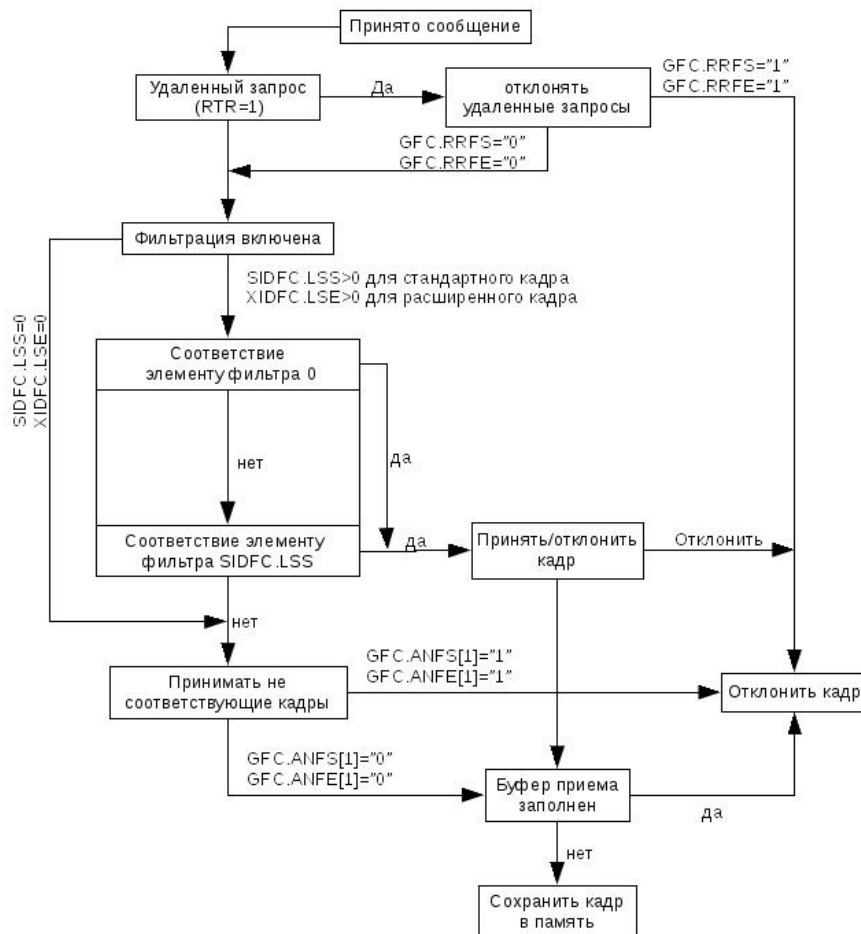 Принято сообщение
Удаленный запрос
(RTR=1)
Да
отклонять
удаленные запросы
GFC.RRFS="1"
GFC.RRFE="1"
GFC.RRFS="0"
GFC.RRFE="0"
Фильтрация включена
SIDFC.LSS>0 для стандартного кадра
XIDFC.LSE>0 для расширенного кадра
SIDFC.LSS=0
XIDFC.LSE=0
Соответствие
элементу фильтра 0
нет
да
Соответствие элементу
фильтра SIDFC.LSS
да
Принять/отклонить
кадр
Отклонить
нет
Принимать не
соответствующие кадры
GFC.ANFS[1]="1"
GFC.ANFE[1]="1"
Отклонить кадр
GFC.ANFS[1]="0"
GFC.ANFE[1]="0"
Буфер приема
заполнен
да
нет
Сохранить кадр
в память